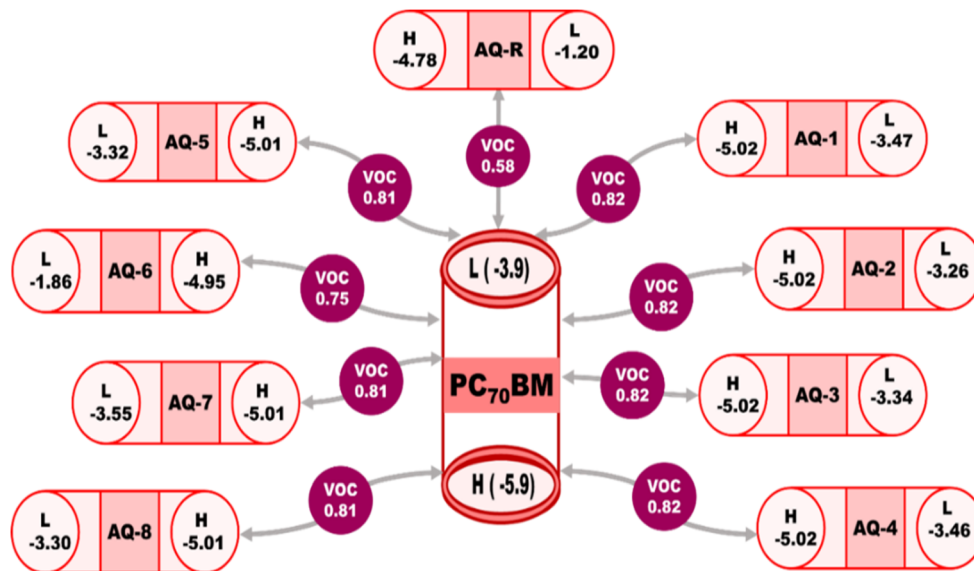 H
-4.78
AQ-R
L
-1.20
L
-3.32
AQ-5
H
-5.01
VOC
0.81
VOC
0.58
VOC
0.82
H
-5.02
AQ-1
L
-3.47
L
-1.86
AQ-6
H
-4.95
VOC
0.75
L ( -3.9)
VOC
0.82
H
-5.02
AQ-2
L
-3.26
L
-3.55
AQ-7
H
-5.01
VOC
0.81
PC₇₀BM
VOC
0.82
H
-5.02
AQ-3
L
-3.34
L
-3.30
AQ-8
H
-5.01
VOC
0.81
H ( -5.9)
VOC
0.82
H
-5.02
AQ-4
L
-3.46